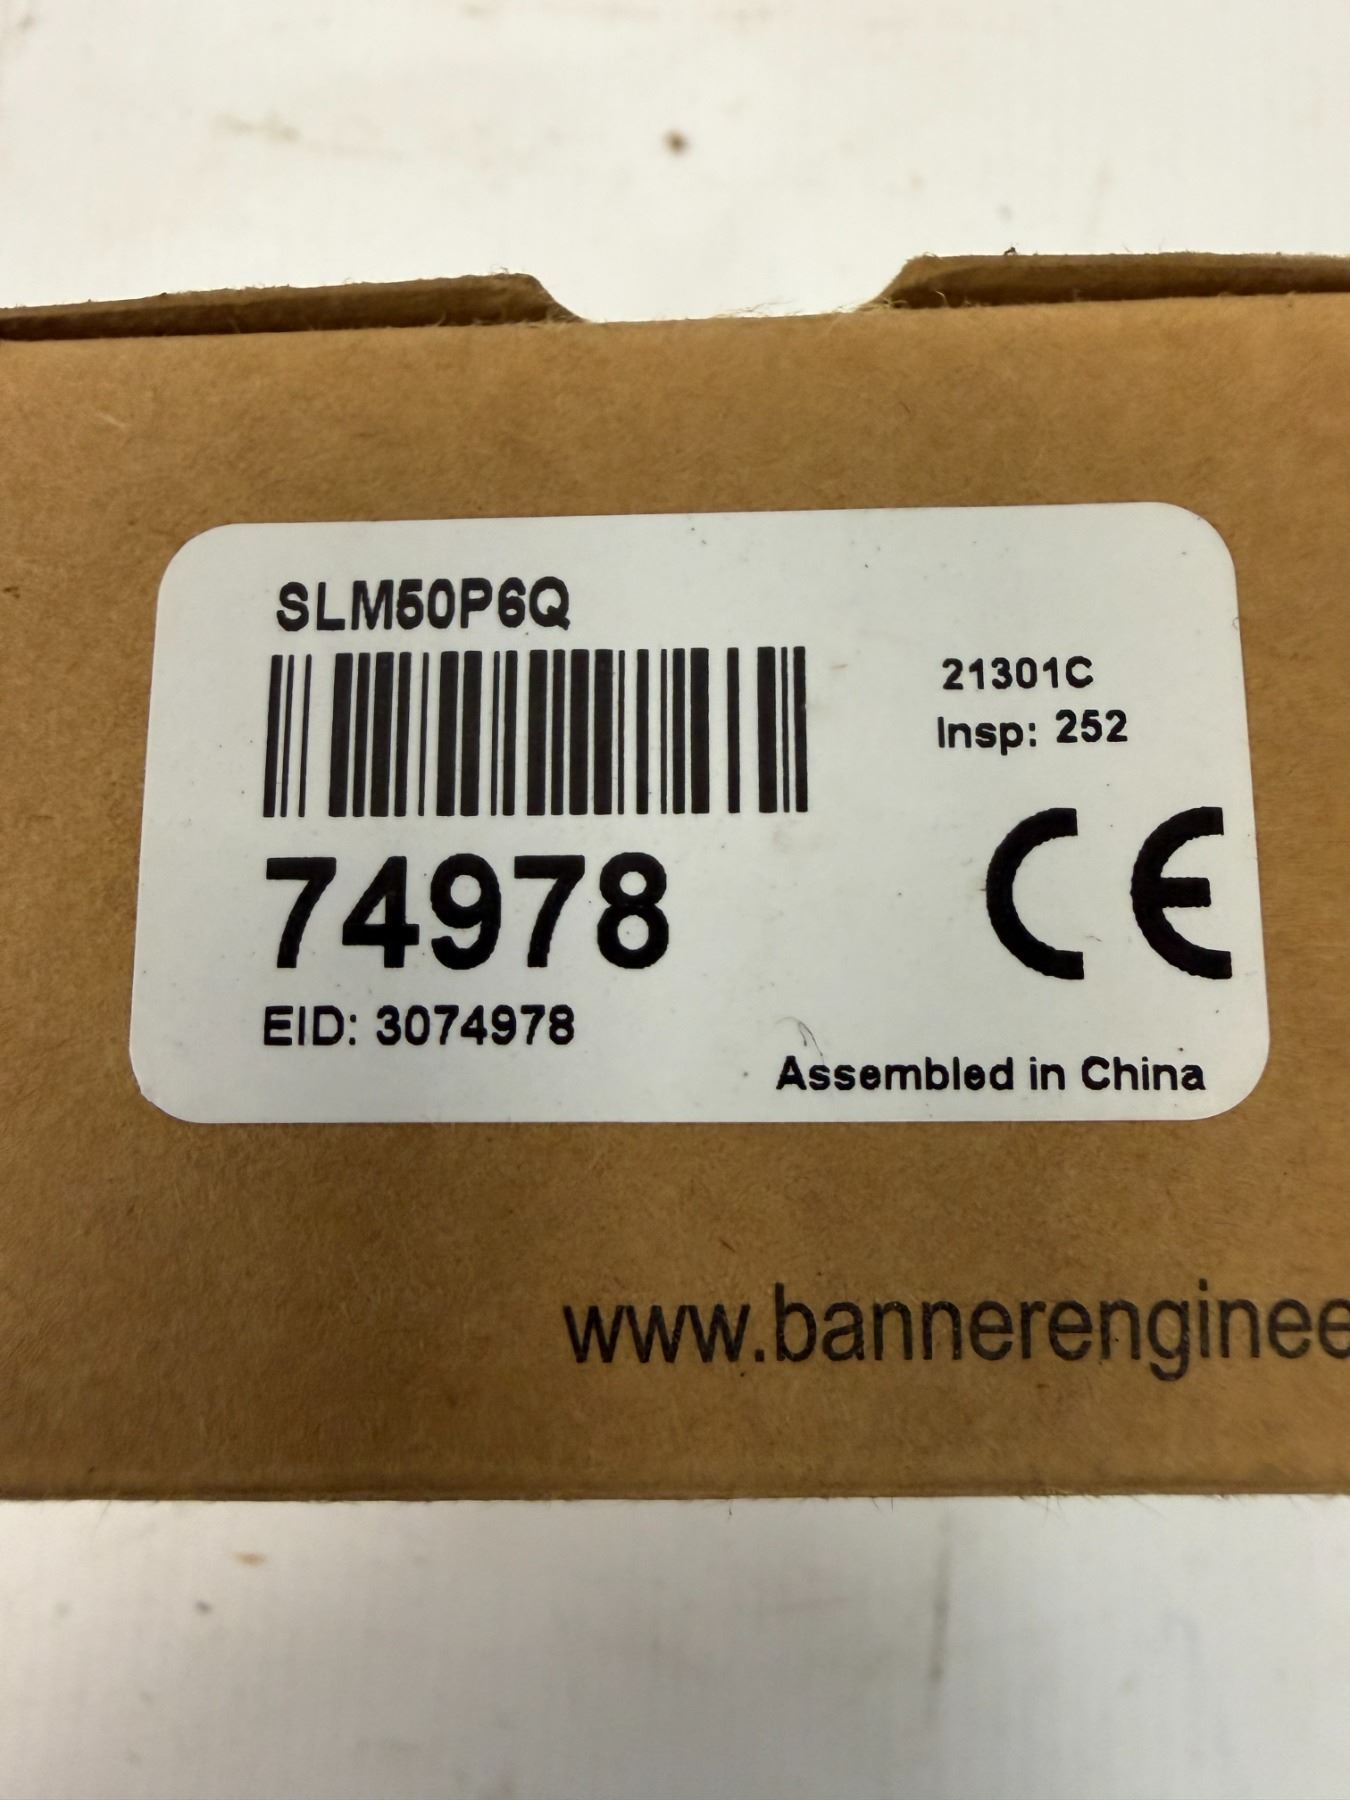 SLM50P6Q
21301C
Insp: 252
74978
CE
EID: 3074978
Assembled in China
www.bannerenginee